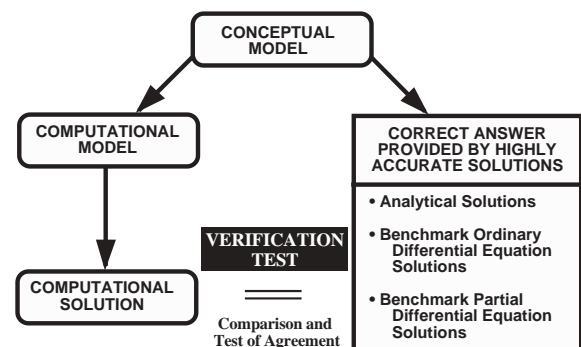 CONCEPTUAL
MODEL
COMPUTATIONAL
MODEL
COMPUTATIONAL
SOLUTION
VERIFICATION
TEST
Comparison and
Test of Agreement
CORRECT ANSWER
PROVIDED BY HIGHLY
ACCURATE SOLUTIONS
• Analytical Solutions
• Benchmark Ordinary
Differential Equation
Solutions
• Benchmark Partial
Differential Equation
Solutions